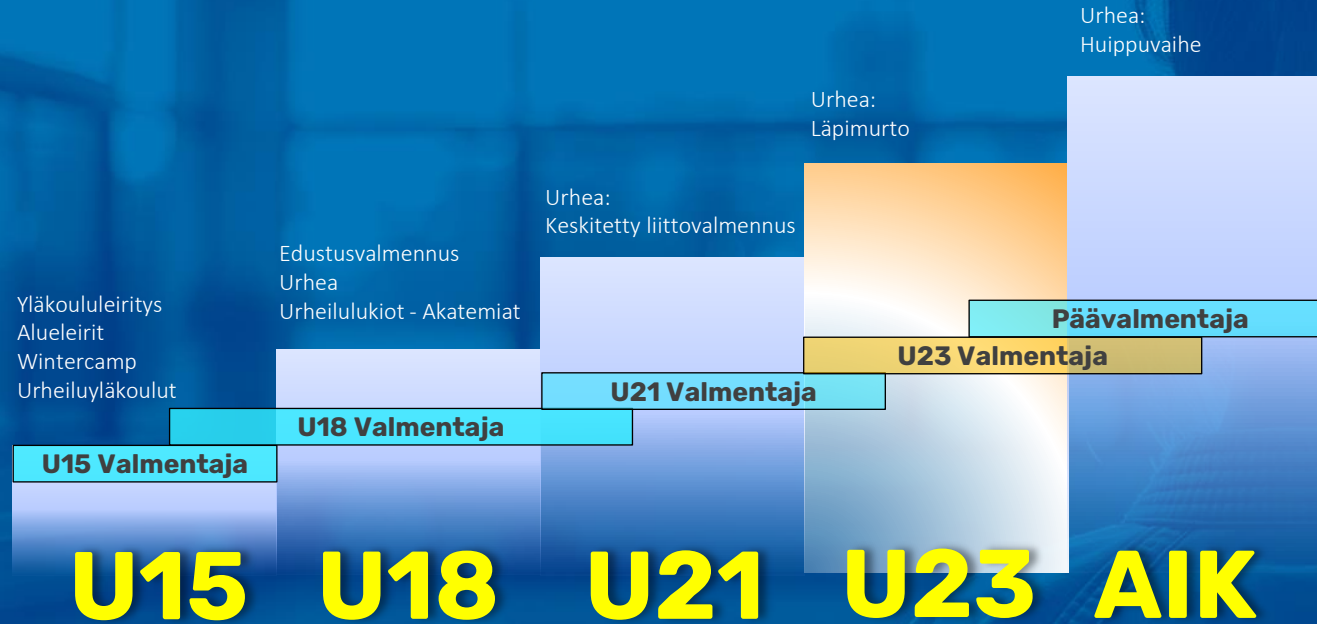 Yläkoululeiritys
Alueleirit
Wintercamp
Urheiluyläkoulut
U15 Valmentaja
Edustusvalmennus
Urhea
Urheilulukiot - Akatemiat
U18 Valmentaja
Urhea:
Keskitetty liittovalmennus
U21 Valmentaja
Urhea:
Läpimurto
U23 Valmentaja
Urhea:
Huippuvaihe
Päävalmentaja
U15 U18 U21 U23 AIK